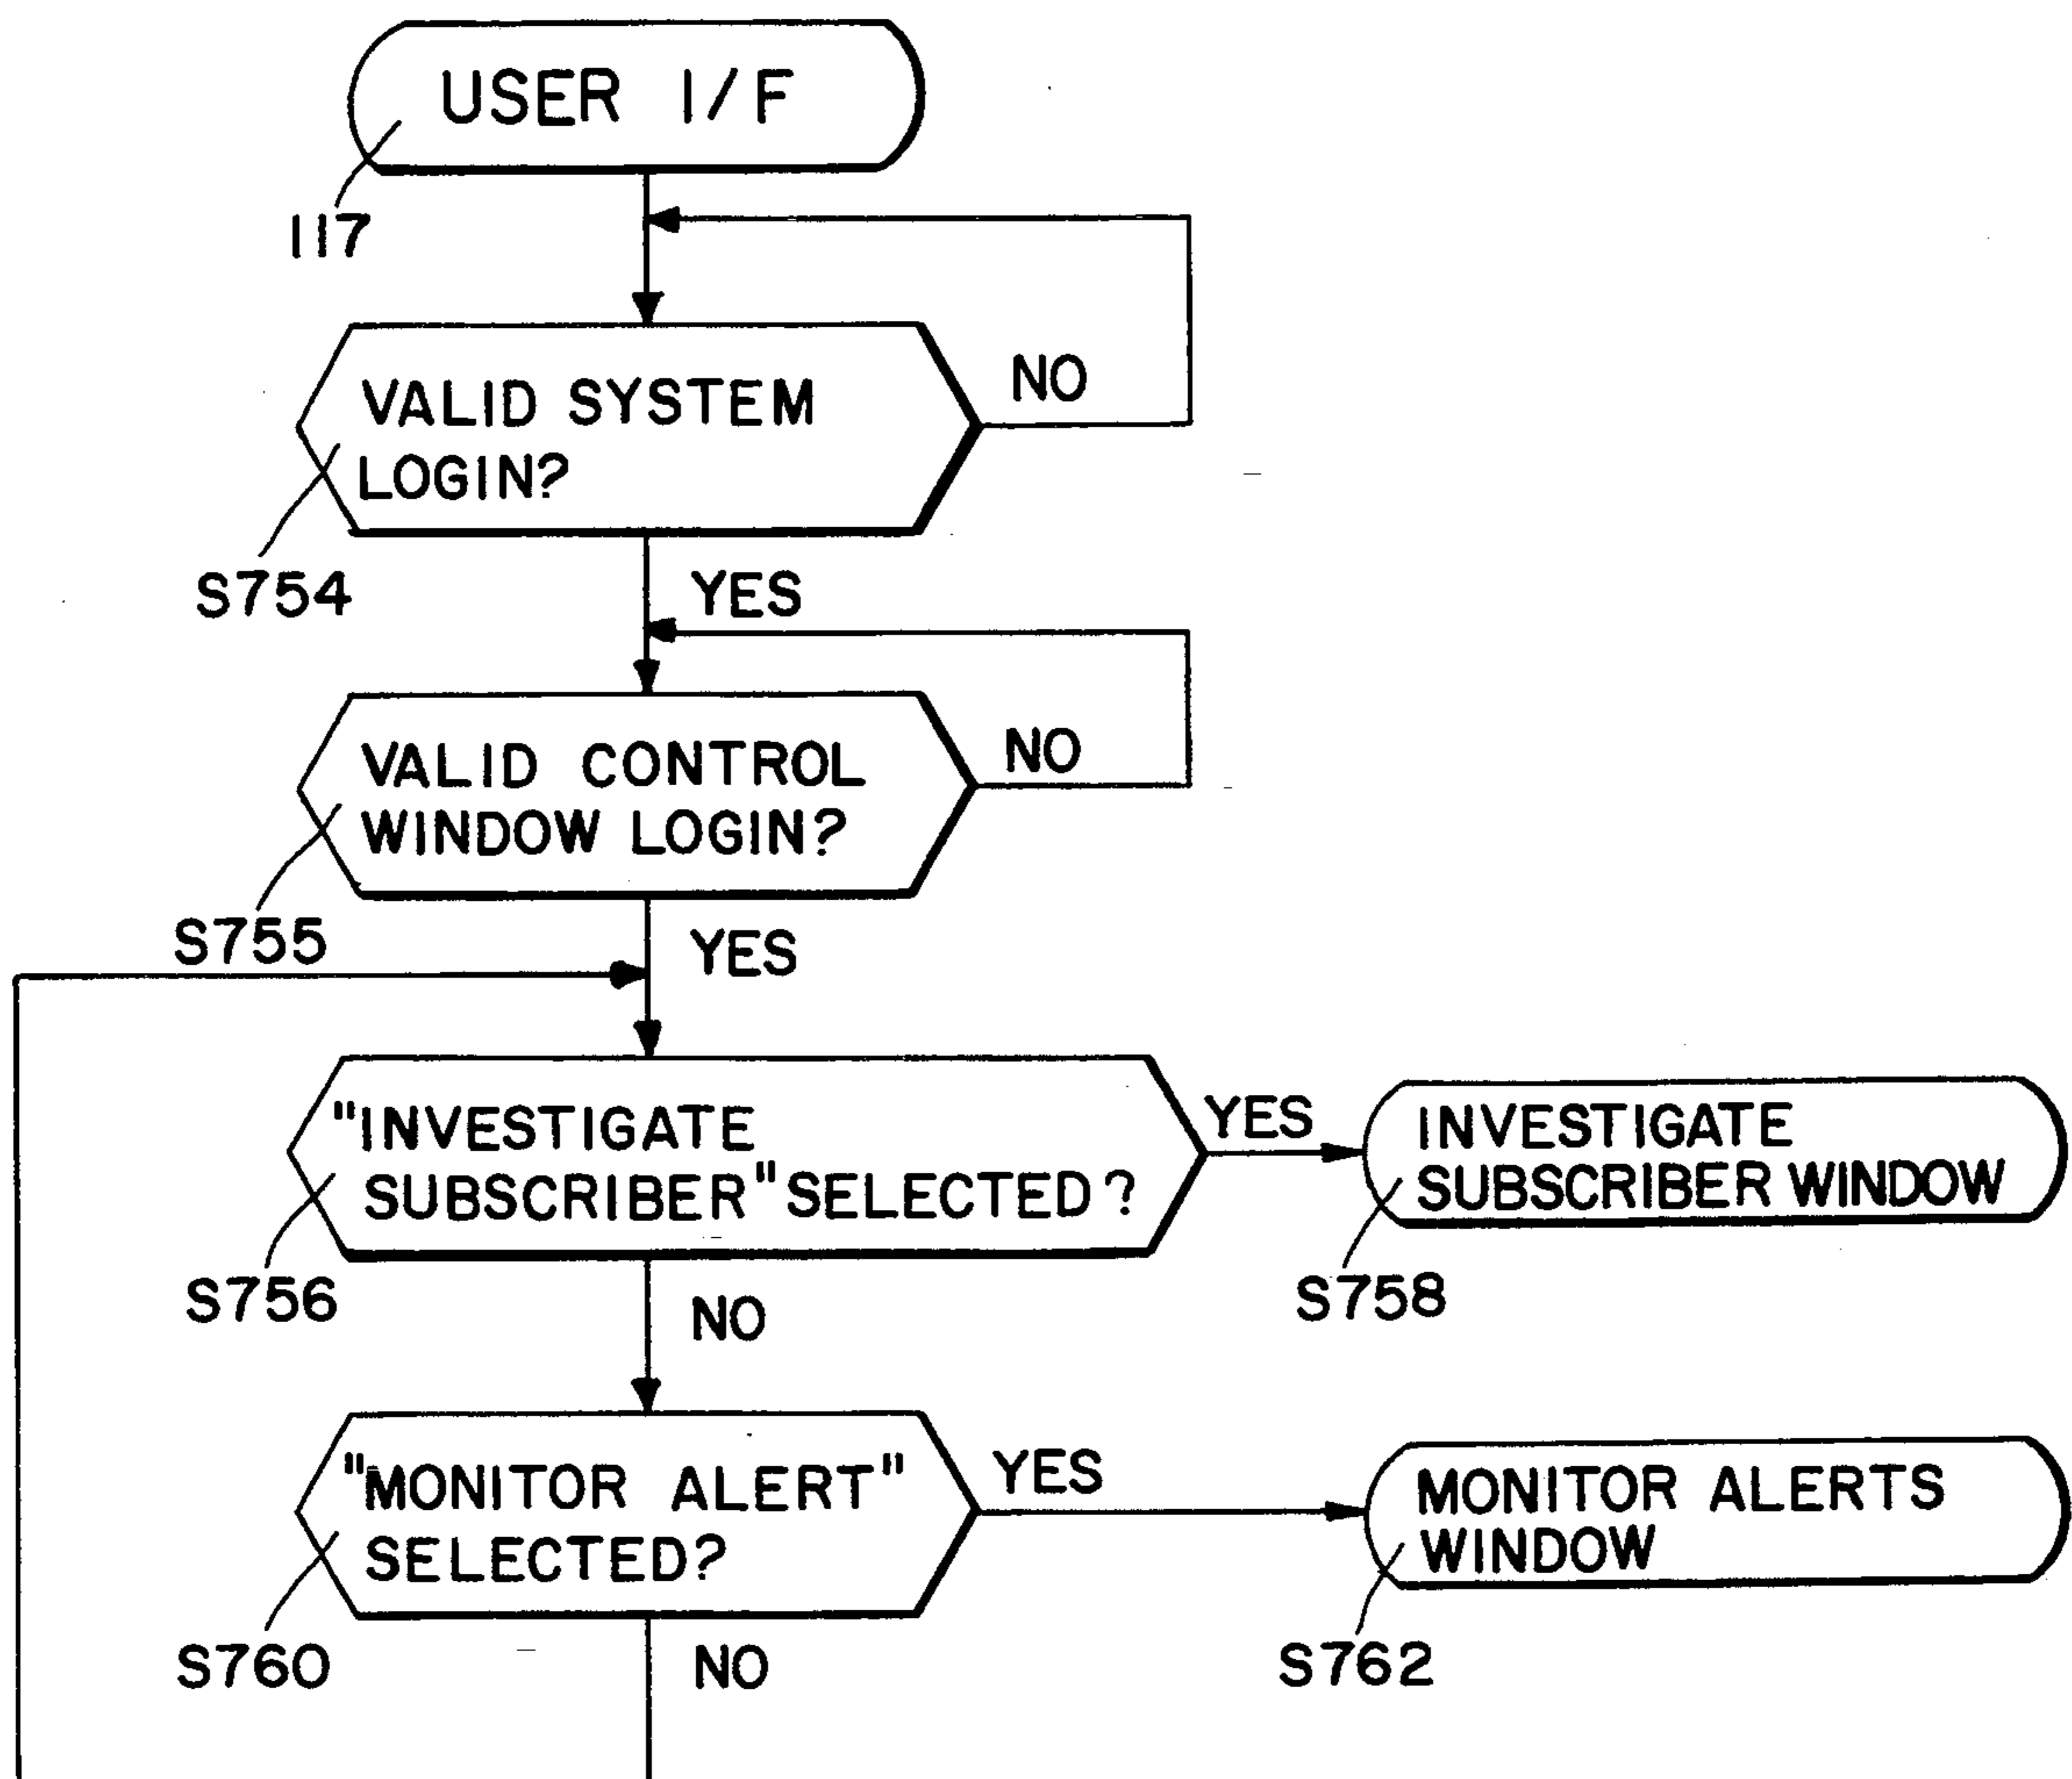 USER I/F
117
VALID SYSTEM
LOGIN?
NO
S754
YES
VALID CONTROL
WINDOW LOGIN?
NO
S755
YES
"INVESTIGATE
SUBSCRIBER" SELECTED?
YES
INVESTIGATE
SUBSCRIBER WINDOW
S756
S758
NO
"MONITOR ALERT"
SELECTED?
YES
MONITOR ALERTS
WINDOW
S760
S762
NO